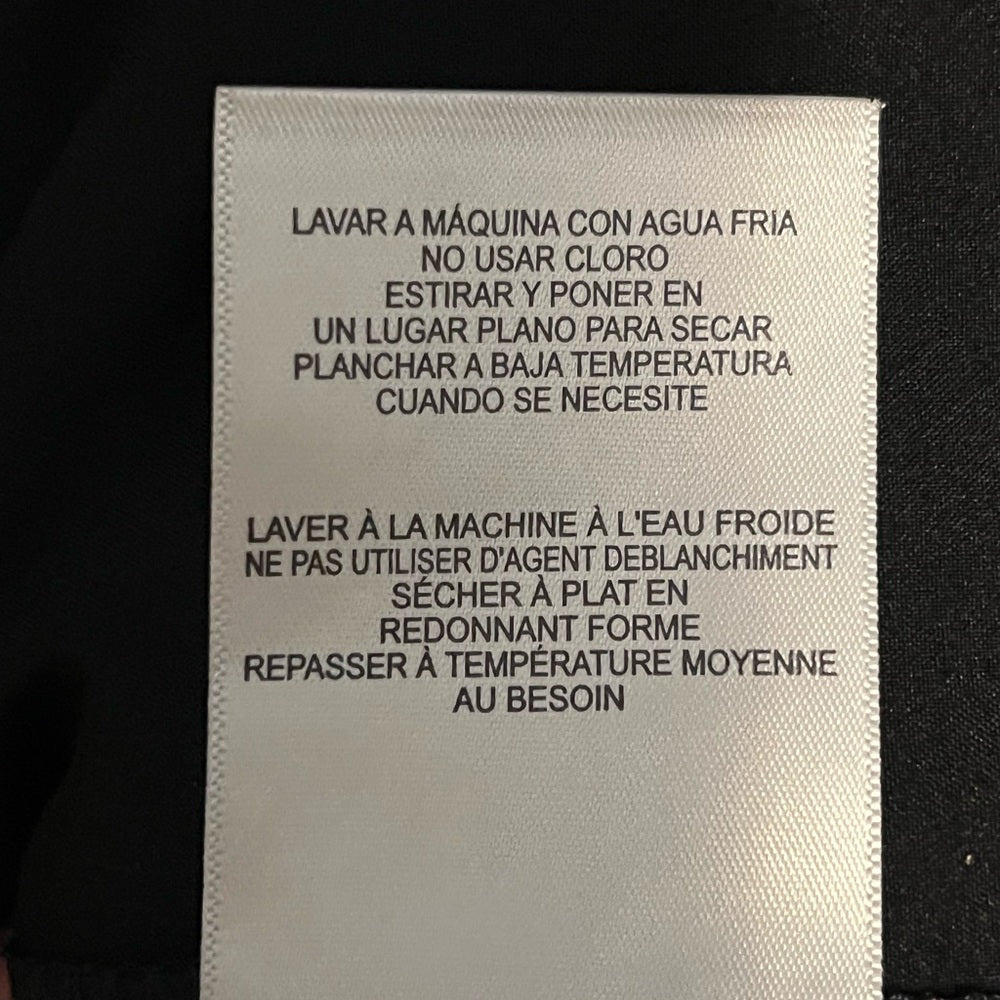 LAVAR A MÁQUINA CON AGUA FRIA
NO USAR CLORO
ESTIRAR Y PONER EN
UN LUGAR PLANO PARA SECAR
PLANCHAR A BAJA TEMPERATURA
CUANDO SE NECESITE
LAVER À LA MACHINE À L'EAU FROIDE
NE PAS UTILISER D'AGENT DEBLANCHIMENT
SÉCHER À PLAT EN
REDONNANT FORME
REPASSER À TEMPÉRATURE MOYENNE
AU BESOIN